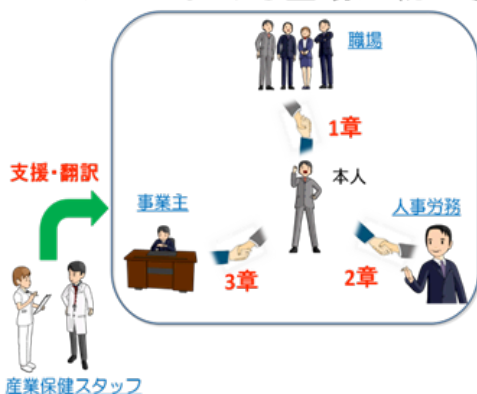 職場
1章
支援・翻訳
本人
事業主
人事労務
3章
2章
産業保健スタッフ